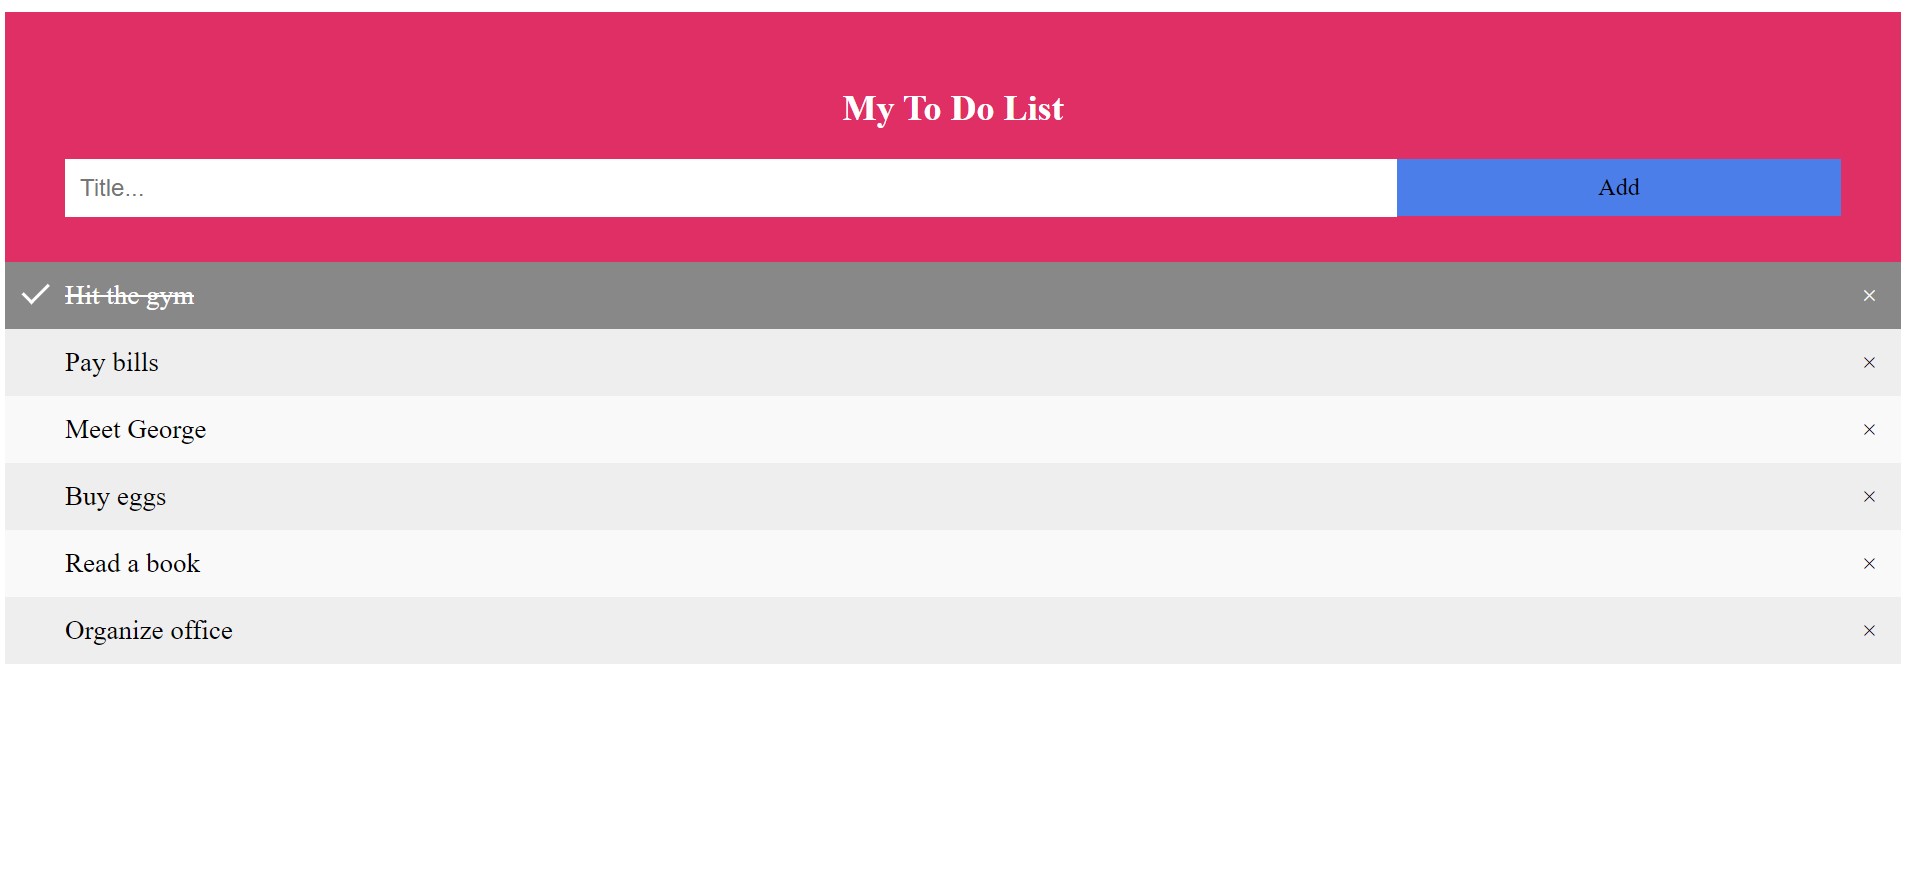 My To Do List
Title...
Add
Hit the gym
×
Pay bills
×
Meet George
×
Buy eggs
×
Read a book
×
Organize office
×